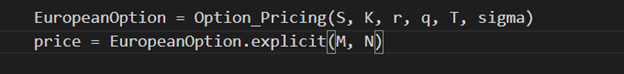 EuropeanOption = Option_Pricing(S, K, r, q, T, sigma)
price = EuropeanOption.explicit(M, N)